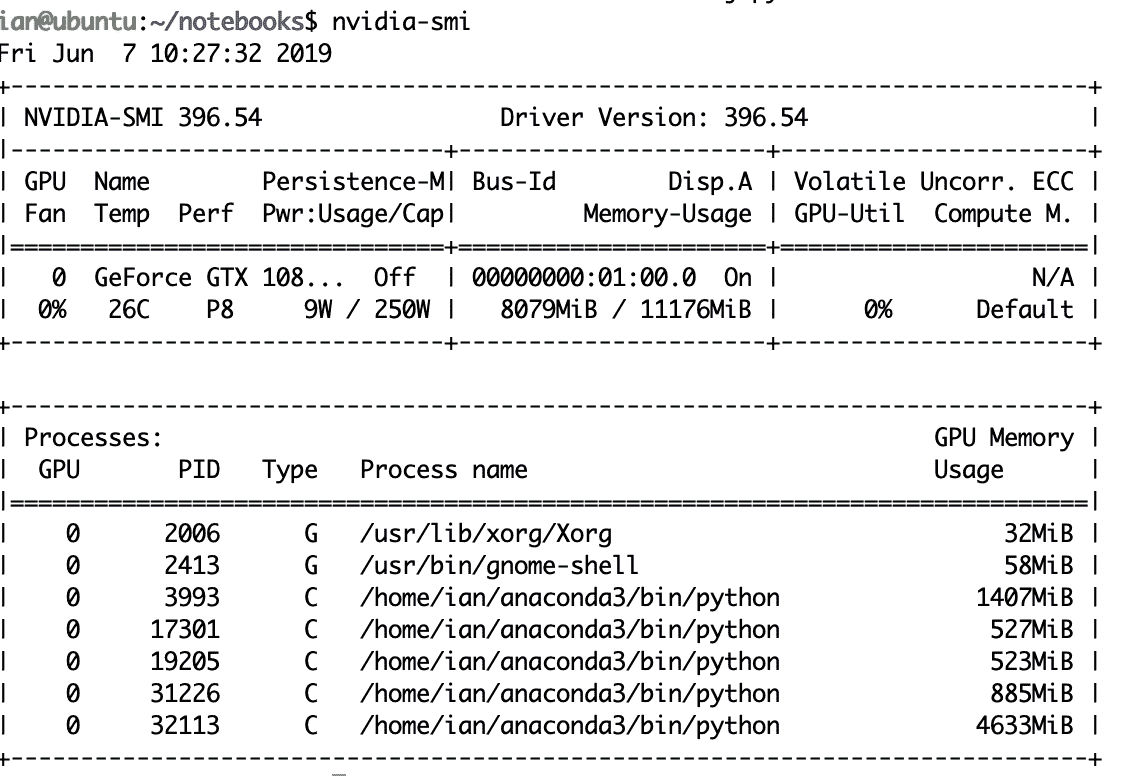 ian@ubuntu:~/notebooks$ nvidia-smi
Fri Jun  7 10:27:32 2019
+-----------------------------------------------------------------------------+
| NVIDIA-SMI 396.54                 Driver Version: 396.54                    |
|-------------------------------+----------------------+----------------------+
| GPU  Name        Persistence-M| Bus-Id        Disp.A | Volatile Uncorr. ECC |
| Fan  Temp  Perf  Pwr:Usage/Cap|         Memory-Usage | GPU-Util  Compute M. |
|===============================+======================+======================|
|   0  GeForce GTX 108...  Off  | 00000000:01:00.0  On |                  N/A |
|  0%   26C    P8     9W / 250W |   8079MiB / 11176MiB |      0%      Default |
+-------------------------------+----------------------+----------------------+

+-----------------------------------------------------------------------------+
| Processes:                                                       GPU Memory |
|  GPU       PID   Type   Process name                             Usage      |
|=============================================================================|
|    0      2006      G   /usr/lib/xorg/Xorg                            32MiB |
|    0      2413      G   /usr/bin/gnome-shell                          58MiB |
|    0      3993      C   /home/ian/anaconda3/bin/python              1407MiB |
|    0     17301      C   /home/ian/anaconda3/bin/python               527MiB |
|    0     19205      C   /home/ian/anaconda3/bin/python               523MiB |
|    0     31226      C   /home/ian/anaconda3/bin/python               885MiB |
|    0     32113      C   /home/ian/anaconda3/bin/python              4633MiB |
+-----------------------------------------------------------------------------+